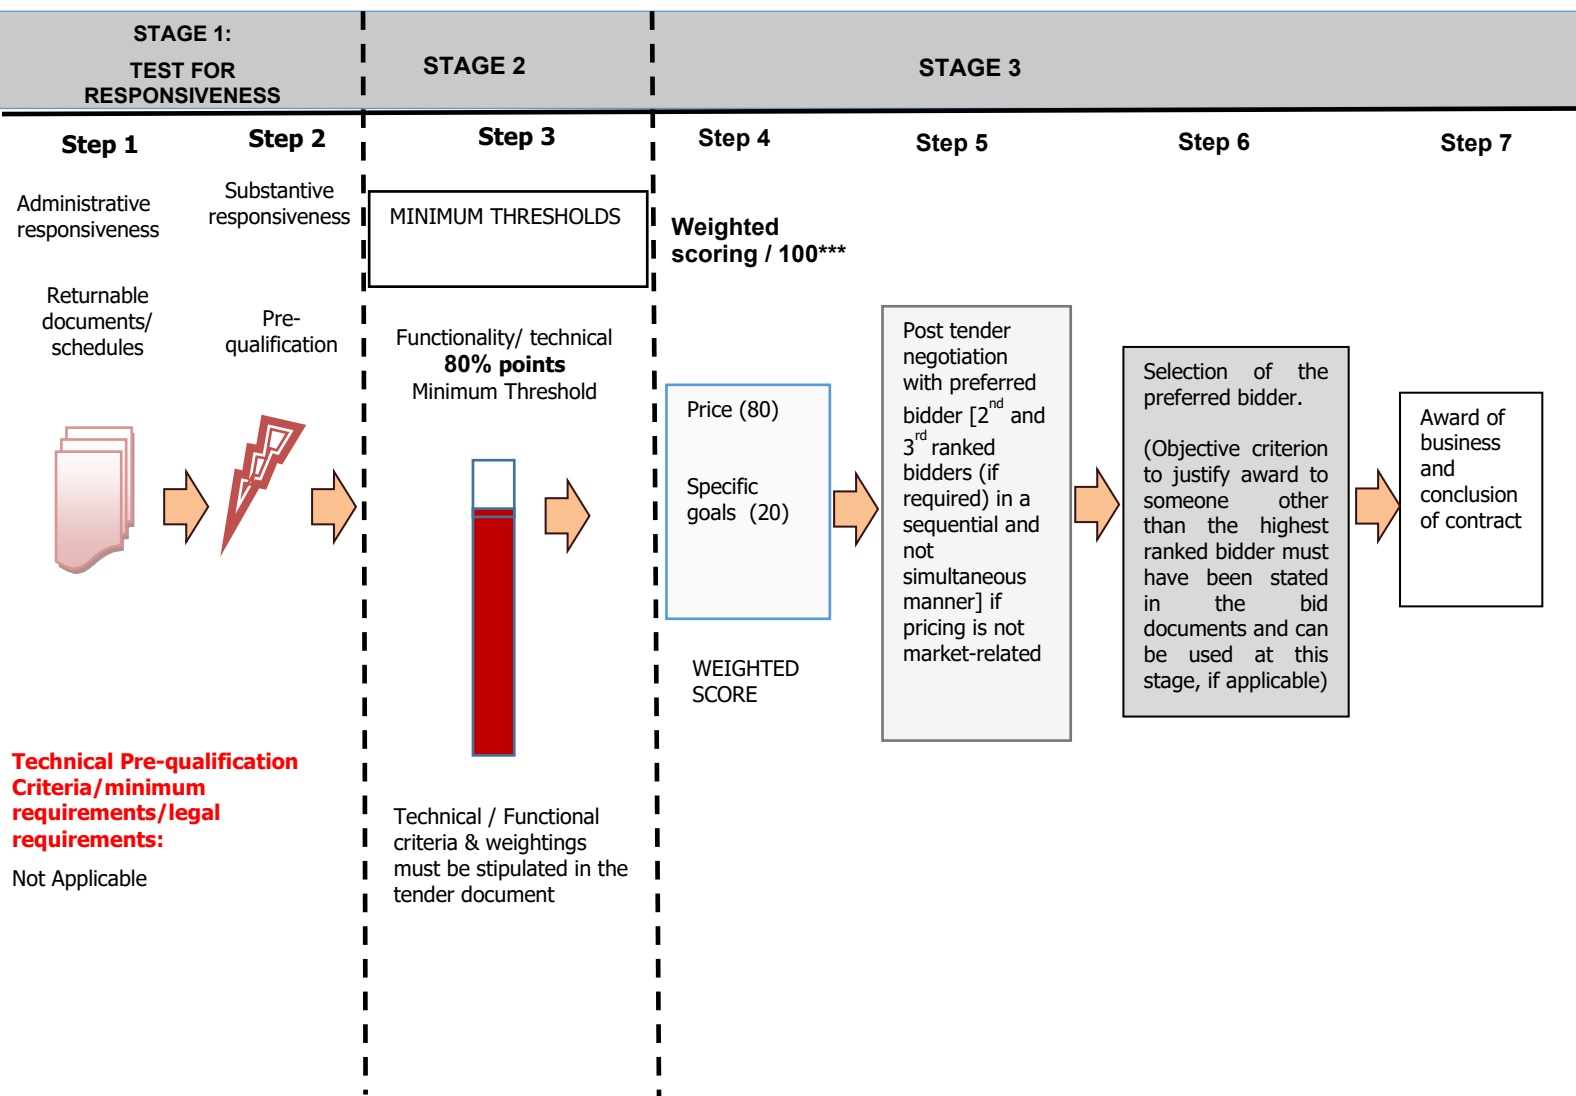 STAGE 1:
TEST FOR
RESPONSIVENESS
STAGE 2
STAGE 3
Step 1
Step 2
Step 3
Step 4
Step 5
Step 6
Step 7
Administrative
responsiveness
Returnable
documents/
schedules
Substantive
responsiveness
Pre-
qualification
MINIMUM THRESHOLDS
Functionality/ technical
80% points
Minimum Threshold
Weighted
scoring / 100***
Price (80)
Specific
goals (20)
WEIGHTED
SCORE
Post tender
negotiation
with preferred
bidder [2nd and
3rd ranked
bidders (if
required) in a
sequential and
not
simultaneous
manner] if
pricing is not
market-related
Selection of the
preferred bidder.
(Objective criterion
to justify award to
someone other
than the highest
ranked bidder must
have been stated
in the bid
documents and can
be used at this
stage, if applicable)
Award of
business
and
conclusion
of contract
Technical Pre-qualification
Criteria/minimum
requirements/legal
requirements:
Not Applicable
Technical / Functional
criteria & weightings
must be stipulated in the
tender document